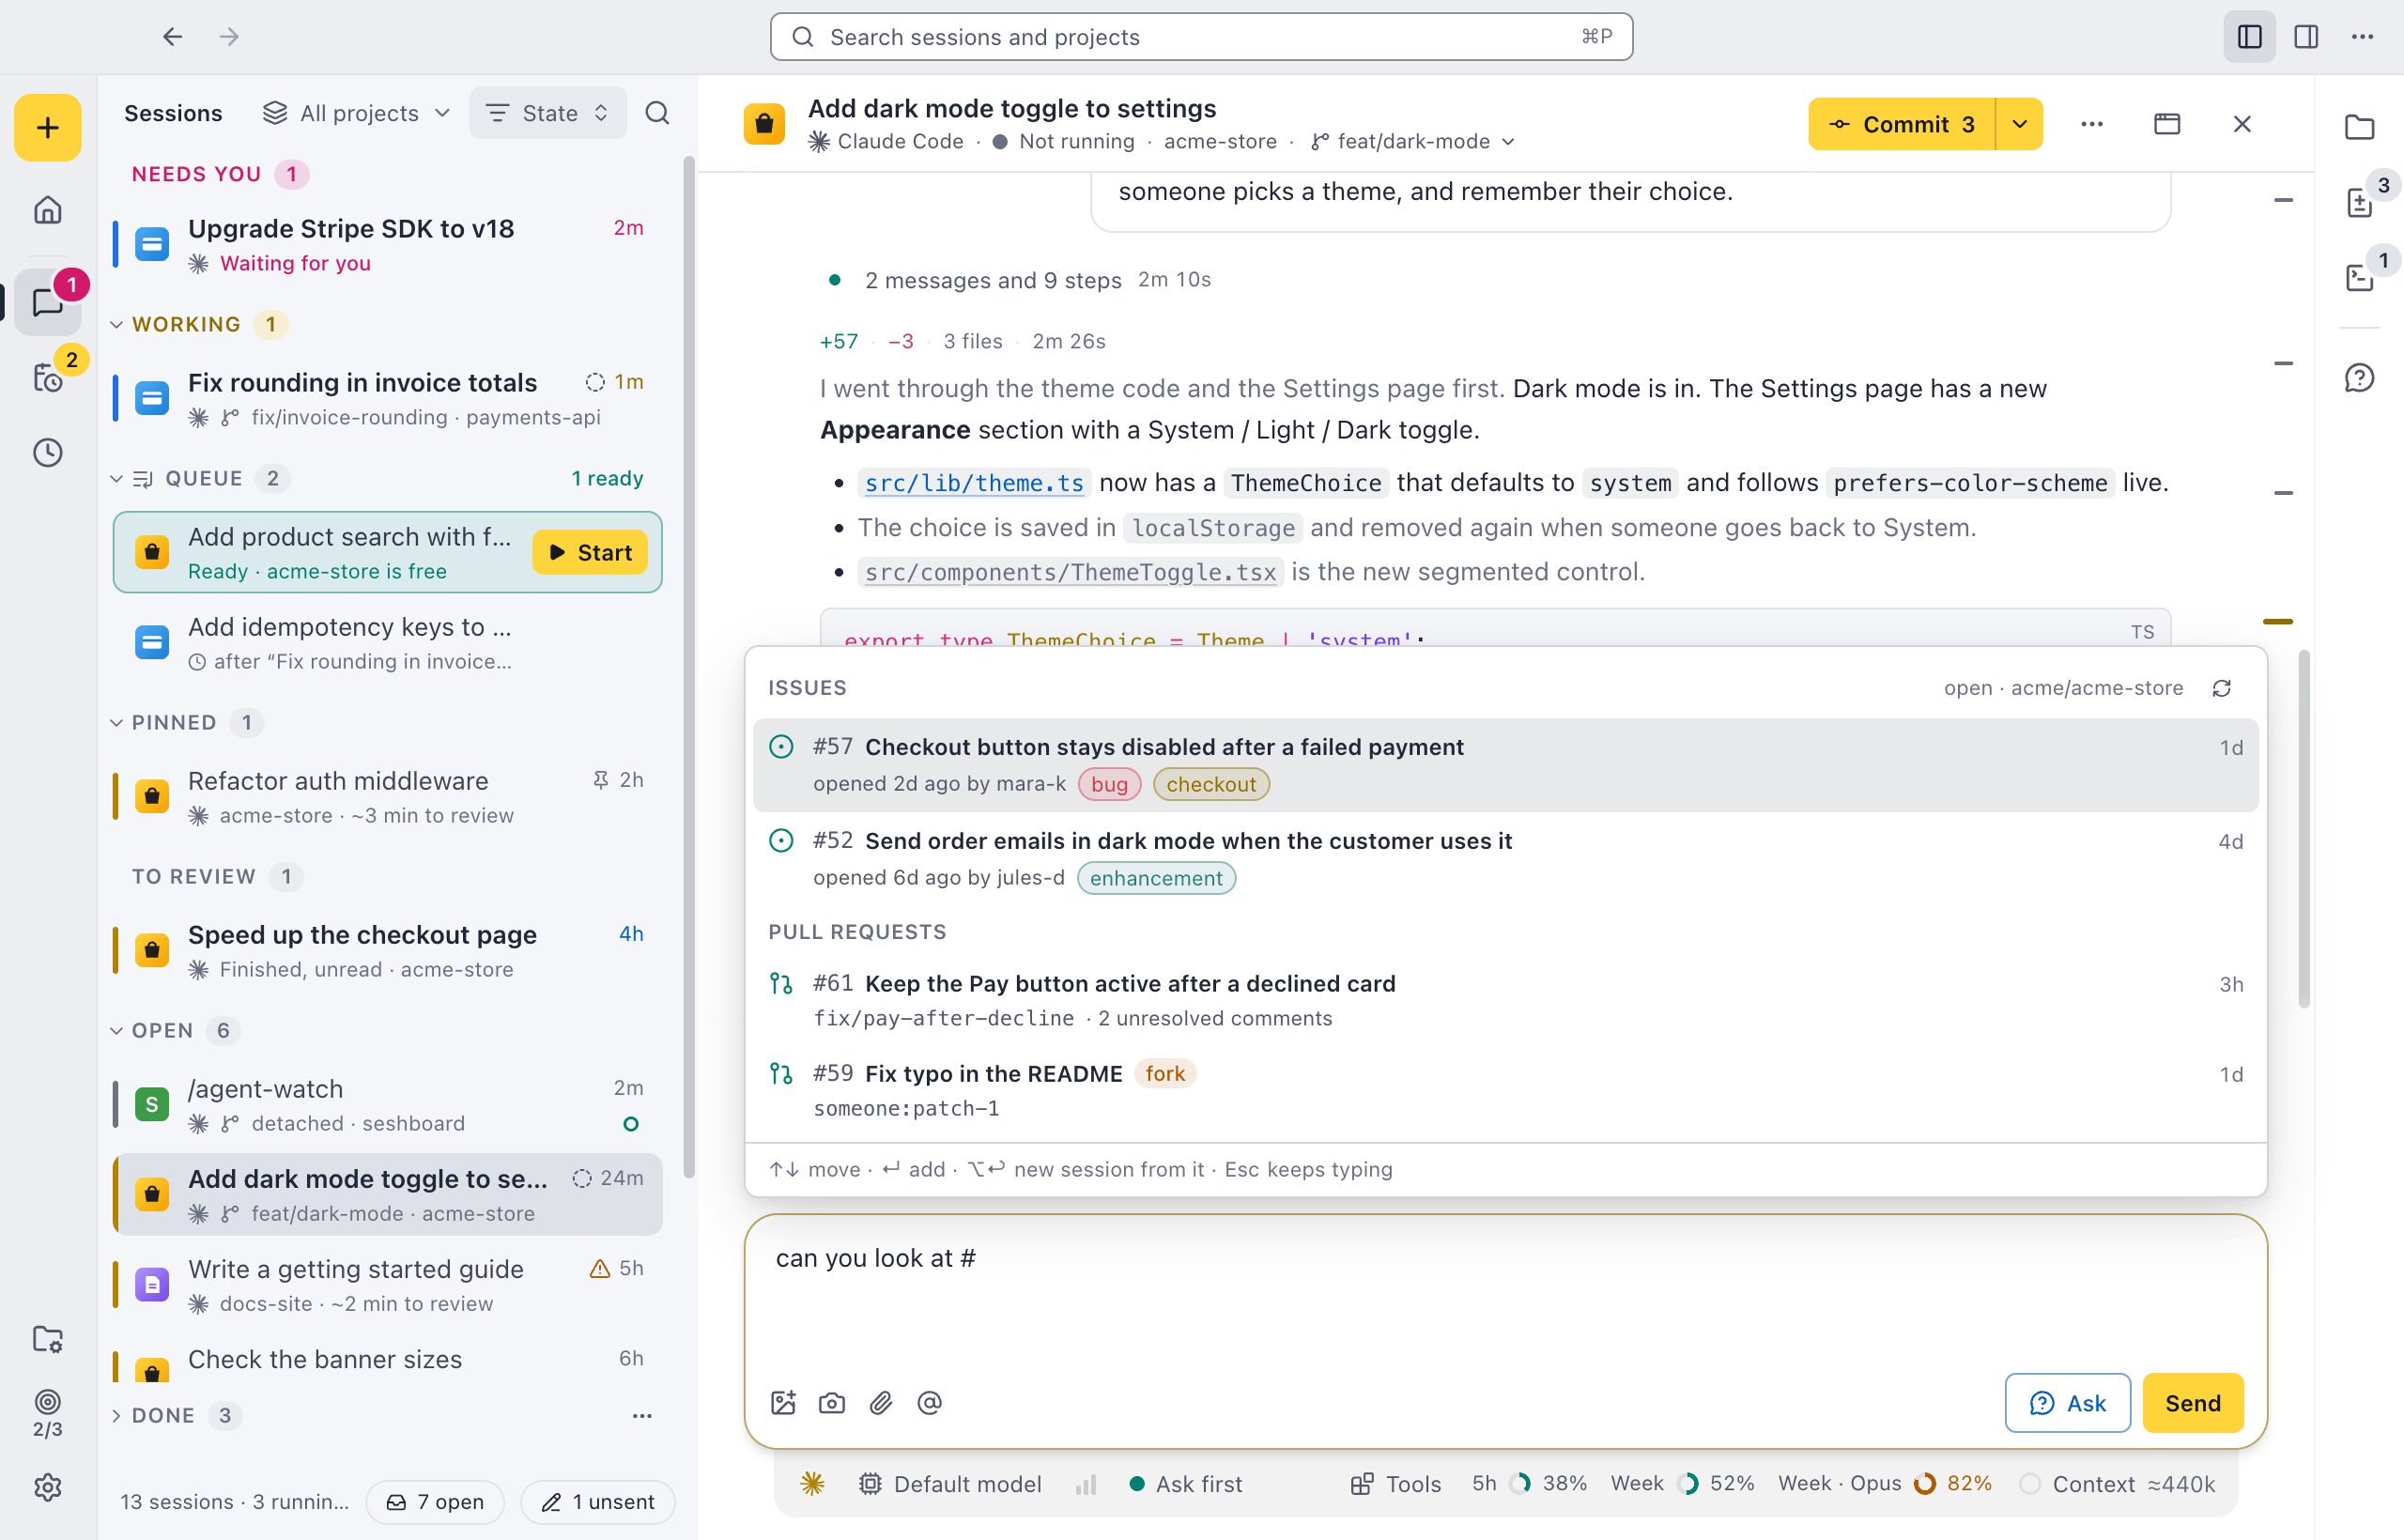 Search sessions and projects ⌘P
Sessions All projects State
NEEDS YOU 1
Upgrade Stripe SDK to v18 2m
Waiting for you
WORKING 1
Fix rounding in invoice totals 1m
fix/invoice-rounding · payments-api
QUEUE 2 1 ready
Add product search with f... Start
Ready · acme-store is free
Add idempotency keys to ...
after “Fix rounding in invoice...
PINNED 1
Refactor auth middleware 2h
acme-store · ~3 min to review
TO REVIEW 1
Speed up the checkout page 4h
Finished, unread · acme-store
OPEN 6
S /agent-watch 2m
detached · seshboard
Add dark mode toggle to se... 24m
feat/dark-mode · acme-store
Write a getting started guide 5h
docs-site · ~2 min to review
Check the banner sizes 6h
DONE 3
13 sessions · 3 runnin... 7 open 1 unsent
1
2
2/3
Add dark mode toggle to settings
Claude Code · Not running · acme-store · feat/dark-mode
Commit 3
someone picks a theme, and remember their choice.
2 messages and 9 steps 2m 10s
+57 · −3 · 3 files · 2m 26s
I went through the theme code and the Settings page first. Dark mode is in. The Settings page has a new
Appearance section with a System / Light / Dark toggle.
• src/lib/theme.ts now has a ThemeChoice that defaults to system and follows prefers-color-scheme live.
• The choice is saved in localStorage and removed again when someone goes back to System.
• src/components/ThemeToggle.tsx is the new segmented control.
export type ThemeChoice = Theme | 'system'; TS
ISSUES open · acme/acme-store
#57 Checkout button stays disabled after a failed payment 1d
opened 2d ago by mara-k bug checkout
#52 Send order emails in dark mode when the customer uses it 4d
opened 6d ago by jules-d enhancement
PULL REQUESTS
#61 Keep the Pay button active after a declined card 3h
fix/pay-after-decline · 2 unresolved comments
#59 Fix typo in the README fork 1d
someone:patch-1
↑↓ move · ↵ add · ⌥↩ new session from it · Esc keeps typing
can you look at #
Ask Send
Default model Ask first Tools 5h 38% Week 52% Week · Opus 82% Context ≈440k
3
1